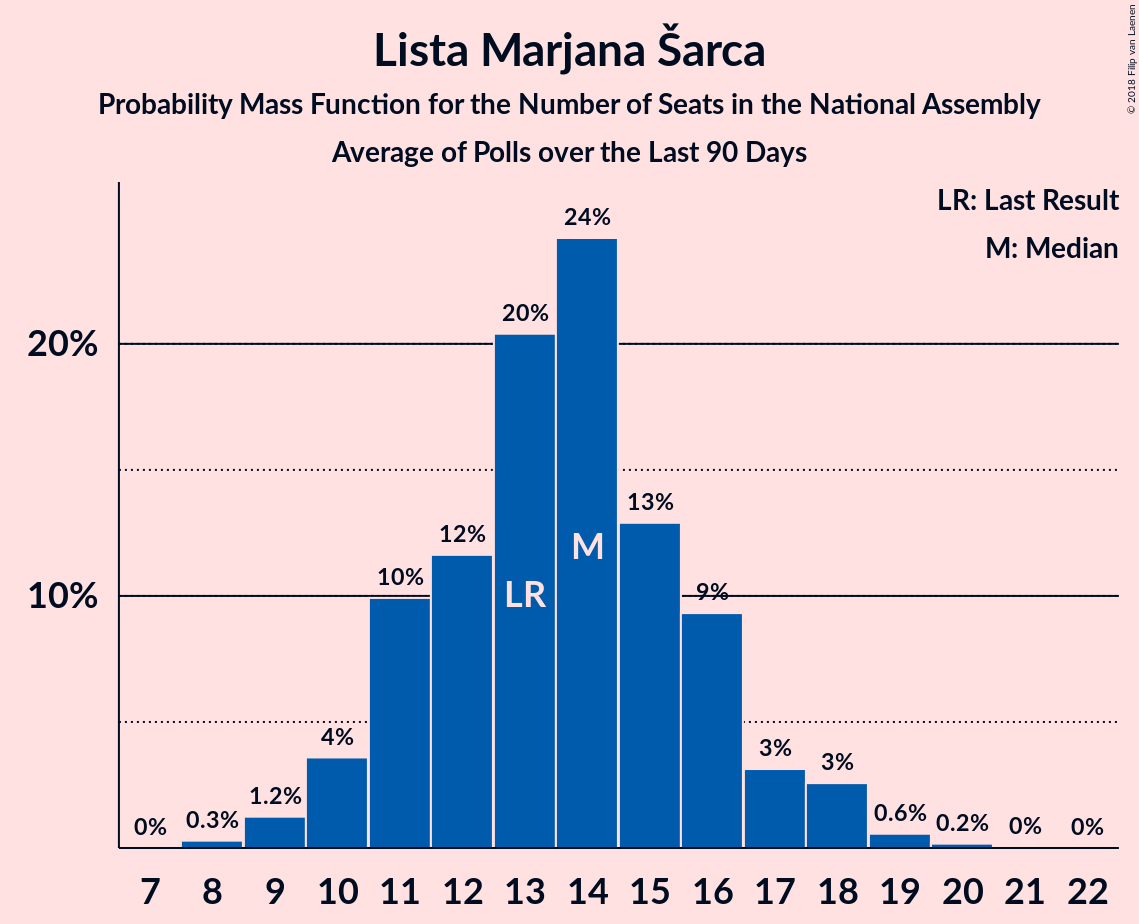 Lista Marjana Šarca
Probability Mass Function for the Number of Seats in the National Assembly
Average of Polls over the Last 90 Days
© 2018 Filip van Laenen
LR: Last Result
M: Median
20%
10%
0%
0.3%
1.2%
4%
10%
12%
20%
24%
13%
9%
3%
3%
0.6%
0.2%
0%
0%
LR
M
7 8 9 10 11 12 13 14 15 16 17 18 19 20 21 22